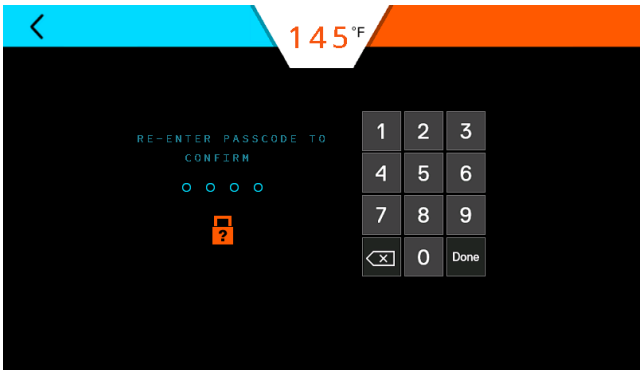 145°F
RE-ENTER PASSCODE TO
CONFIRM
1 2 3
4 5 6
7 8 9
0 Done
?